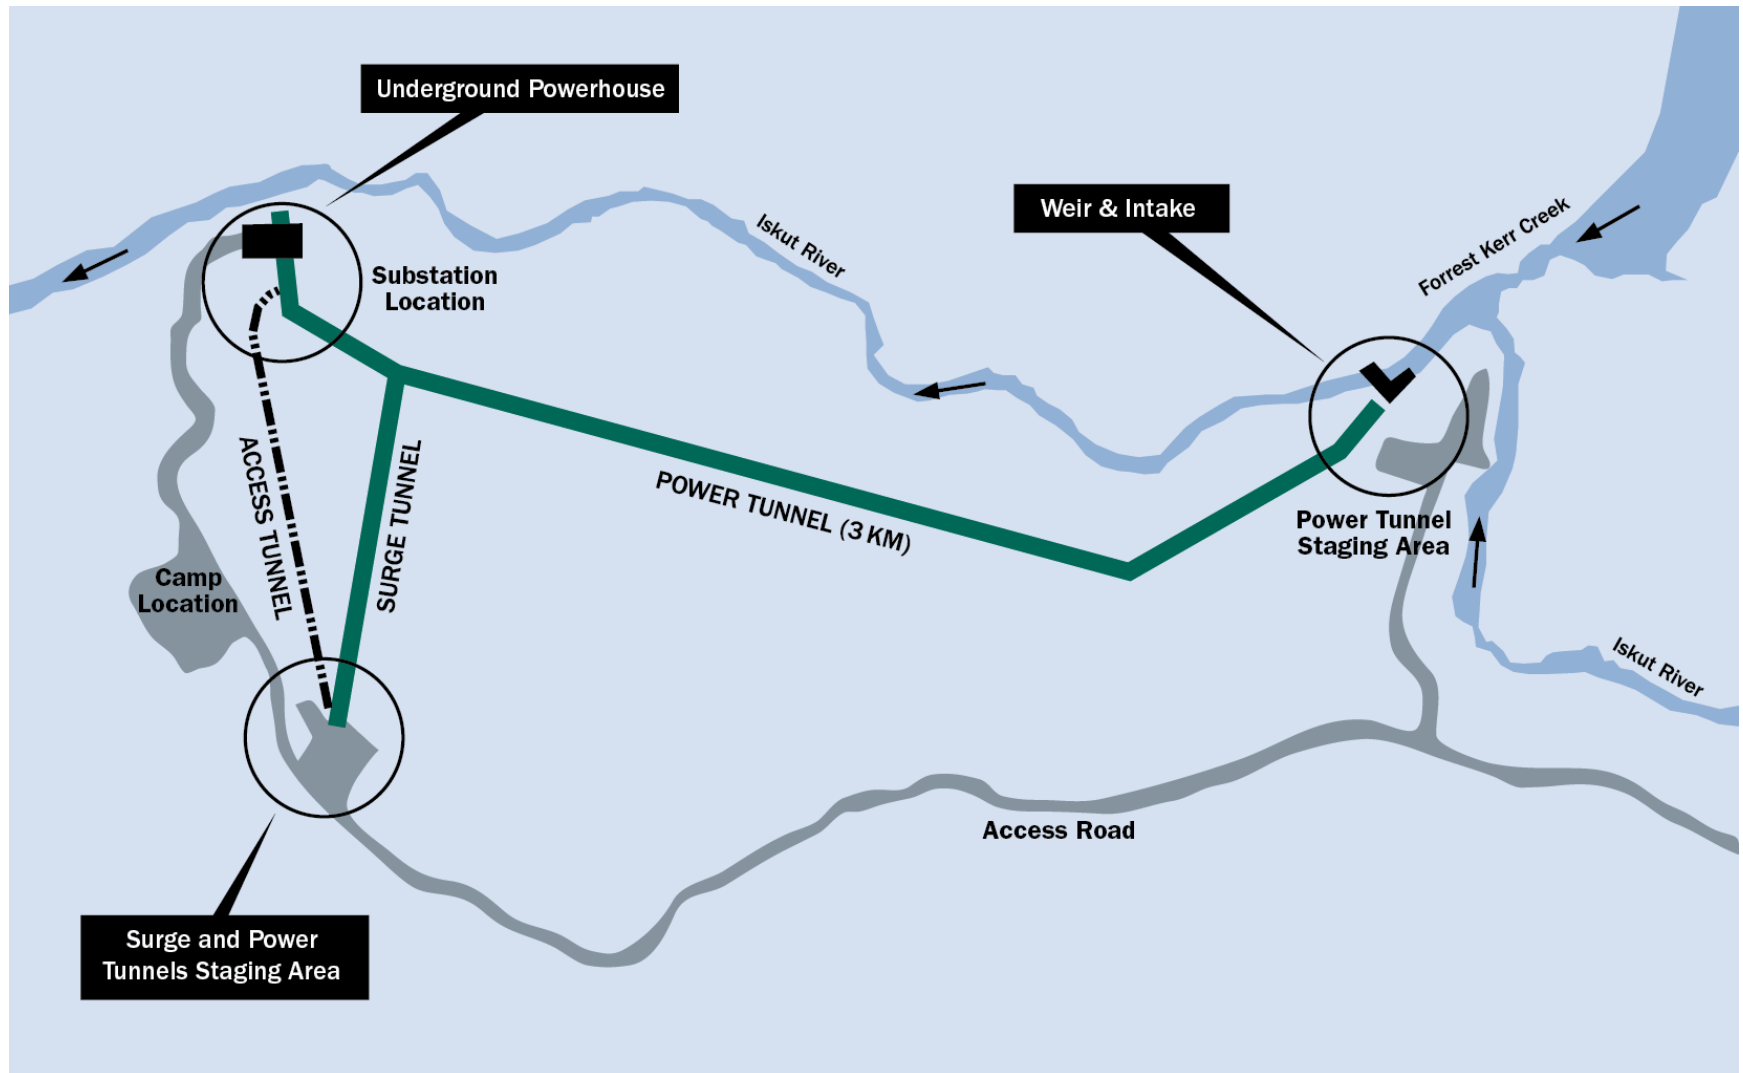 Underground Powerhouse
Weir & Intake
Iskut River
Forrest Kerr Creek
Substation
Location
ACCESS TUNNEL
SURGE TUNNEL
POWER TUNNEL (3 KM)
Power Tunnel
Staging Area
Camp
Location
Iskut River
Access Road
Surge and Power
Tunnels Staging Area